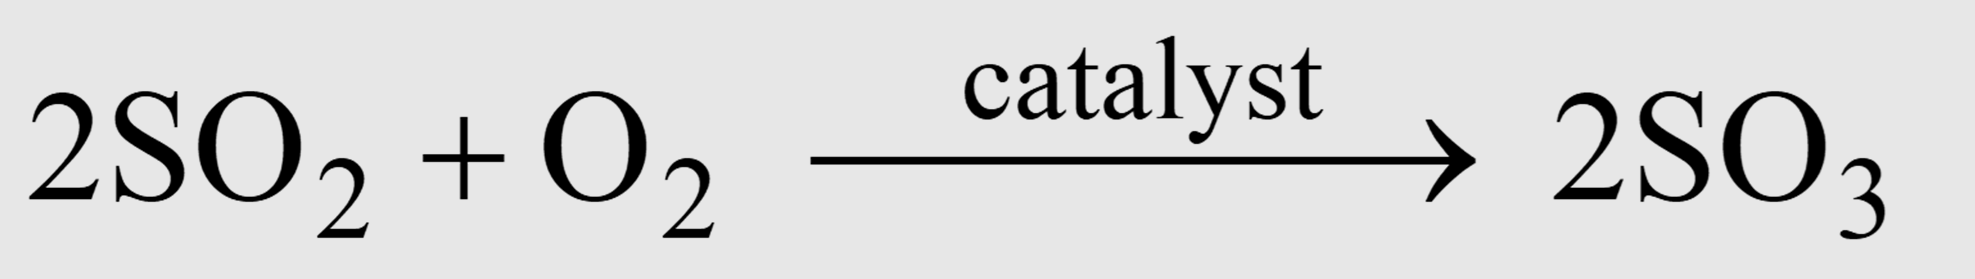 2SO₂ + O₂ catalyst → 2SO₃